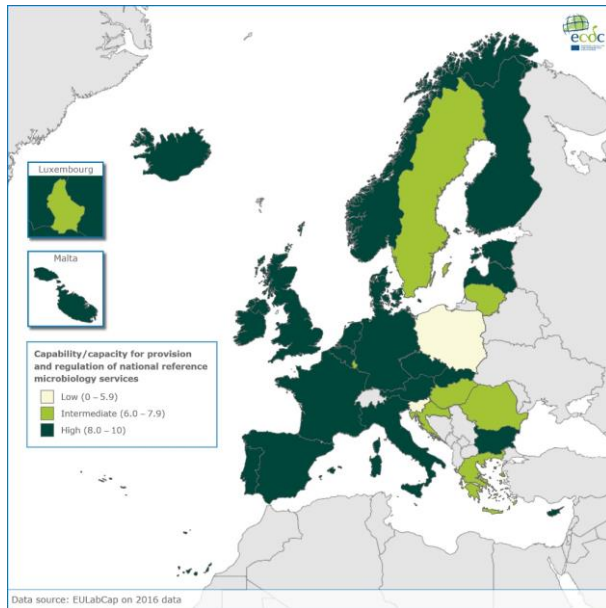 ecdc
Luxembourg
Malta
Capability/capacity for provision
and regulation of national reference
microbiology services
Low (0 – 5.9)
Intermediate (6.0 – 7.9)
High (8.0 – 10)
Data source: EULabCap on 2016 data